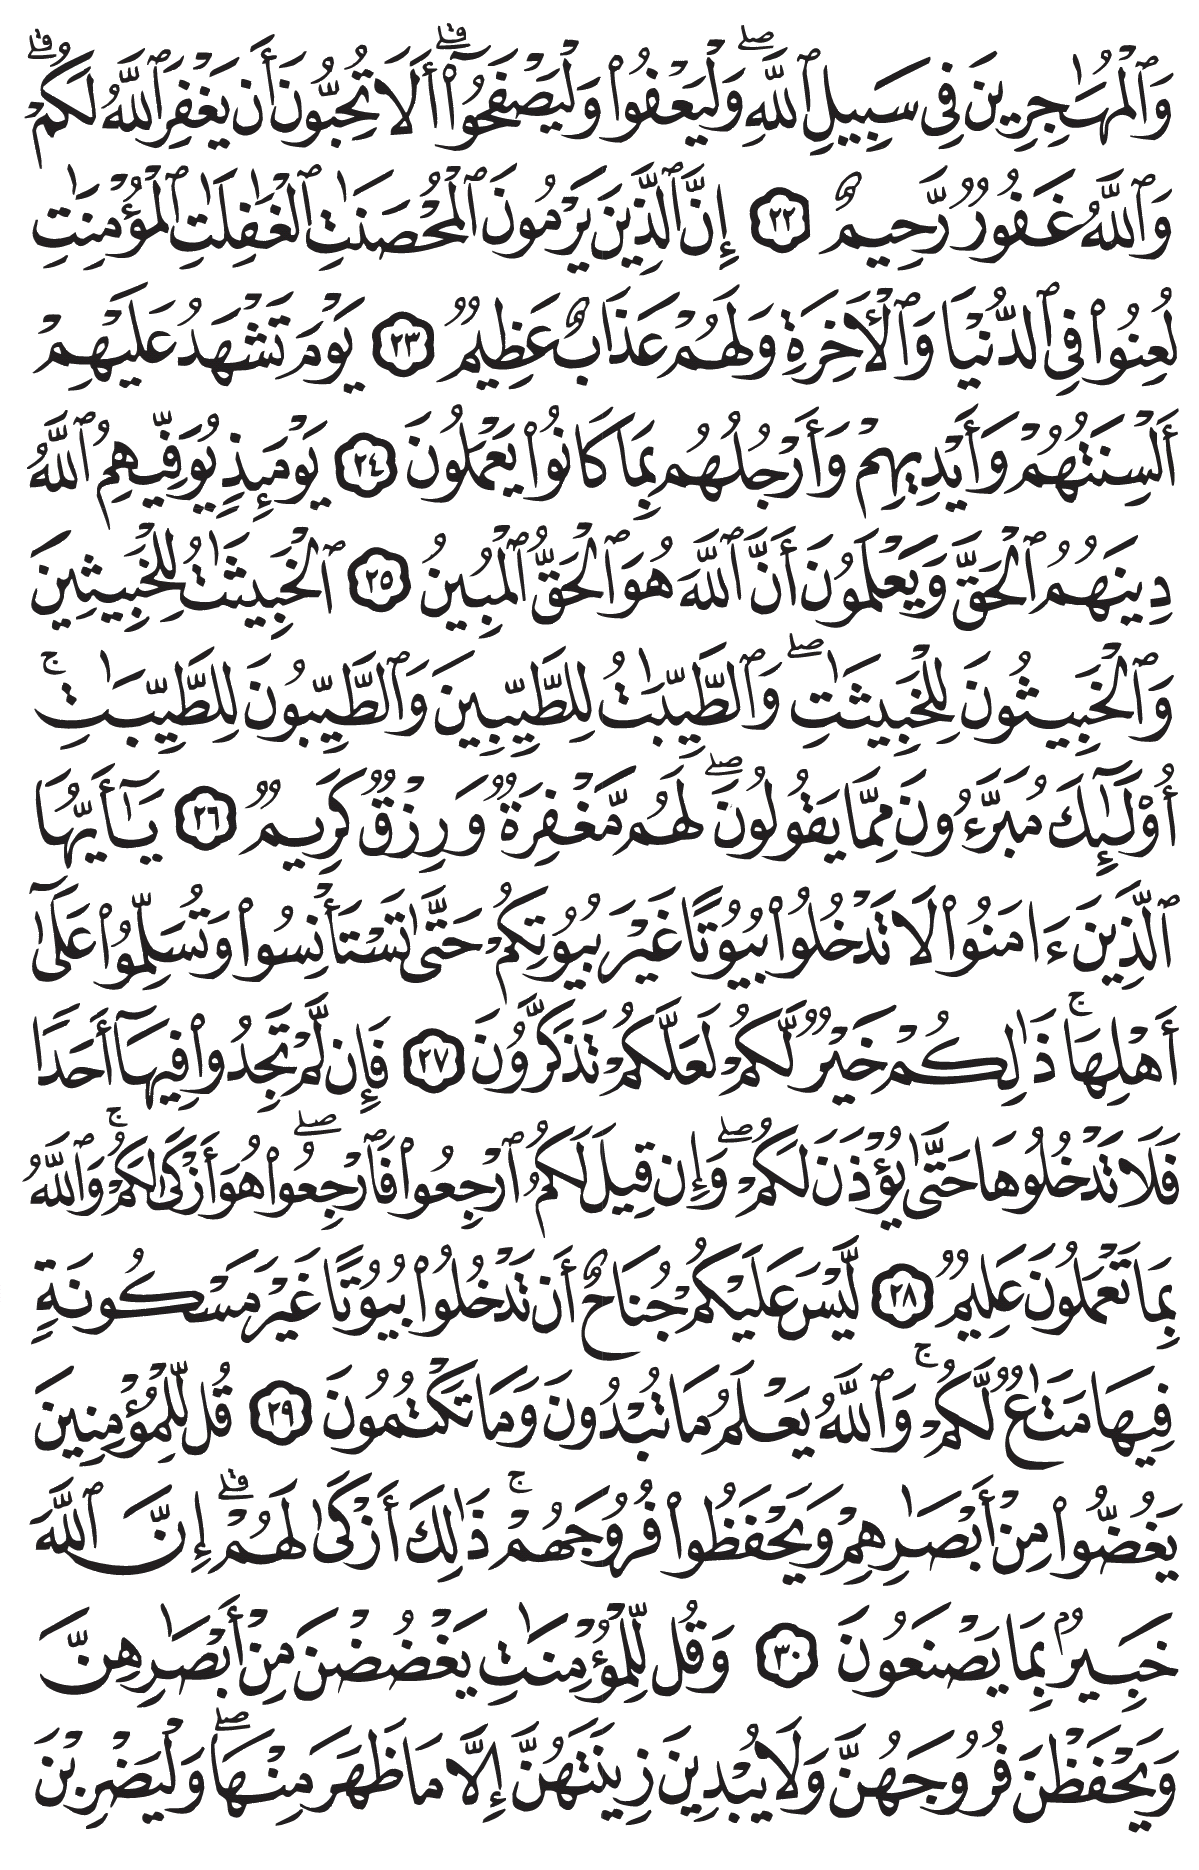 وَٱلْمُهَـٰجِرِينَ فِى سَبِيلِ ٱللَّهِ ۖ وَلْيَعْفُوا۟ وَلْيَصْفَحُوٓا۟ ۗ أَلَا تُحِبُّونَ أَن يَغْفِرَ ٱللَّهُ لَكُمْ ۗ
وَٱللَّهُ غَفُورٌ رَّحِيمٌ ٢٢ إِنَّ ٱلَّذِينَ يَرْمُونَ ٱلْمُحْصَنَـٰتِ ٱلْغَـٰفِلَـٰتِ ٱلْمُؤْمِنَـٰتِ
لُعِنُوا۟ فِى ٱلدُّنْيَا وَٱلْـَٔاخِرَةِ وَلَهُمْ عَذَابٌ عَظِيمٌ ٢٣ يَوْمَ تَشْهَدُ عَلَيْهِمْ
أَلْسِنَتُهُمْ وَأَيْدِيهِمْ وَأَرْجُلُهُم بِمَا كَانُوا۟ يَعْمَلُونَ ٢٤ يَوْمَئِذٍ يُوَفِّيهِمُ ٱللَّهُ
دِينَهُمُ ٱلْحَقَّ وَيَعْلَمُونَ أَنَّ ٱللَّهَ هُوَ ٱلْحَقُّ ٱلْمُبِينُ ٢٥ ٱلْخَبِيثَـٰتُ لِلْخَبِيثِينَ
وَٱلْخَبِيثُونَ لِلْخَبِيثَـٰتِ ۖ وَٱلطَّيِّبَـٰتُ لِلطَّيِّبِينَ وَٱلطَّيِّبُونَ لِلطَّيِّبَـٰتِ ۚ
أُو۟لَـٰٓئِكَ مُبَرَّءُونَ مِمَّا يَقُولُونَ ۖ لَهُم مَّغْفِرَةٌ وَرِزْقٌ كَرِيمٌ ٢٦ يَـٰٓأَيُّهَا
ٱلَّذِينَ ءَامَنُوا۟ لَا تَدْخُلُوا۟ بُيُوتًا غَيْرَ بُيُوتِكُمْ حَتَّىٰ تَسْتَأْنِسُوا۟ وَتُسَلِّمُوا۟ عَلَىٰٓ
أَهْلِهَا ۚ ذَٰلِكُمْ خَيْرٌ لَّكُمْ لَعَلَّكُمْ تَذَكَّرُونَ ٢٧ فَإِن لَّمْ تَجِدُوا۟ فِيهَآ أَحَدًا
فَلَا تَدْخُلُوهَا حَتَّىٰ يُؤْذَنَ لَكُمْ ۖ وَإِن قِيلَ لَكُمُ ٱرْجِعُوا۟ فَٱرْجِعُوا۟ ۖ هُوَ أَزْكَىٰ لَكُمْ ۚ وَٱللَّهُ
بِمَا تَعْمَلُونَ عَلِيمٌ ٢٨ لَّيْسَ عَلَيْكُمْ جُنَاحٌ أَن تَدْخُلُوا۟ بُيُوتًا غَيْرَ مَسْكُونَةٍ
فِيهَا مَتَـٰعٌ لَّكُمْ ۚ وَٱللَّهُ يَعْلَمُ مَا تُبْدُونَ وَمَا تَكْتُمُونَ ٢٩ قُل لِّلْمُؤْمِنِينَ
يَغُضُّوا۟ مِنْ أَبْصَـٰرِهِمْ وَيَحْفَظُوا۟ فُرُوجَهُمْ ۚ ذَٰلِكَ أَزْكَىٰ لَهُمْ ۗ إِنَّ ٱللَّهَ
خَبِيرٌۢ بِمَا يَصْنَعُونَ ٣٠ وَقُل لِّلْمُؤْمِنَـٰتِ يَغْضُضْنَ مِنْ أَبْصَـٰرِهِنَّ
وَيَحْفَظْنَ فُرُوجَهُنَّ وَلَا يُبْدِينَ زِينَتَهُنَّ إِلَّا مَا ظَهَرَ مِنْهَا ۖ وَلْيَضْرِبْنَ